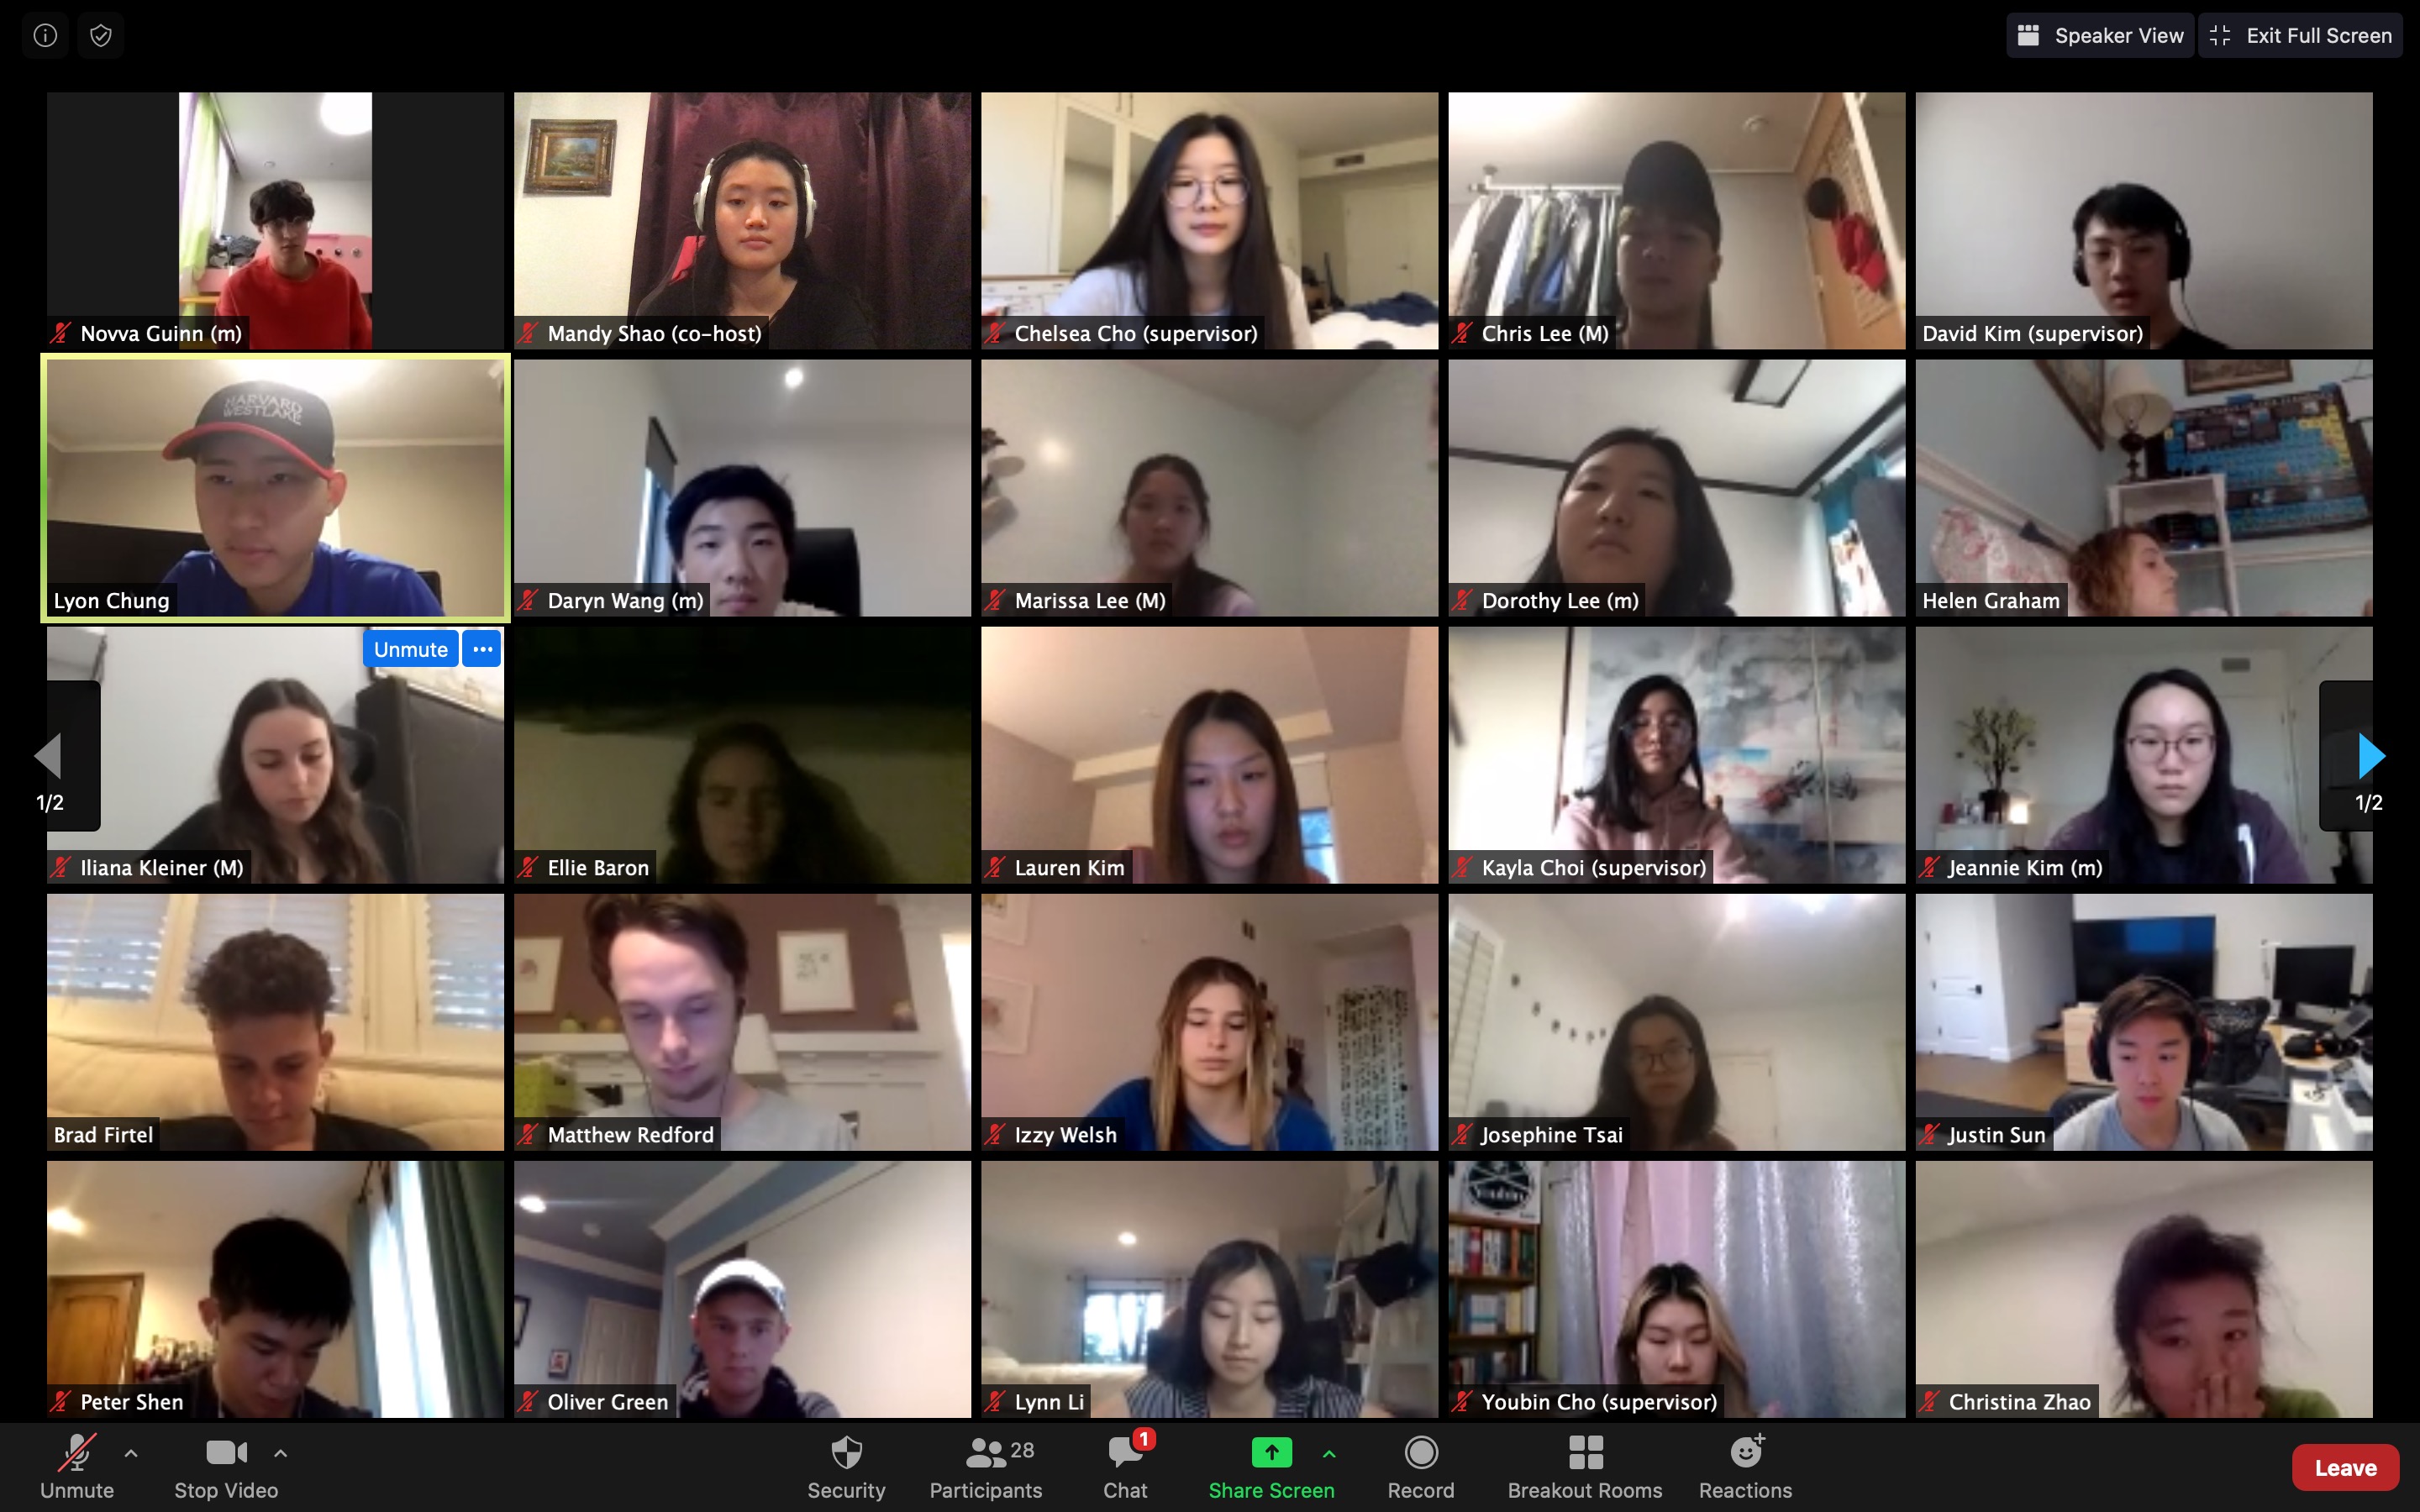 Speaker View
Exit Full Screen
Novva Guinn (m)
Mandy Shao (co-host)
Chelsea Cho (supervisor)
Chris Lee (M)
David Kim (supervisor)
HARVARD
WESTLAKE
Lyon Chung
Daryn Wang (m)
Marissa Lee (M)
Dorothy Lee (m)
Helen Graham
Unmute
1/2
1/2
Iliana Kleiner (M)
Ellie Baron
Lauren Kim
Kayla Choi (supervisor)
Jeannie Kim (m)
Brad Firtel
Matthew Redford
Izzy Welsh
Josephine Tsai
Justin Sun
Peter Shen
Oliver Green
Lynn Li
Youbin Cho (supervisor)
Christina Zhao
28
1
Unmute
Stop Video
Security
Participants
Chat
Share Screen
Record
Breakout Rooms
Reactions
Leave